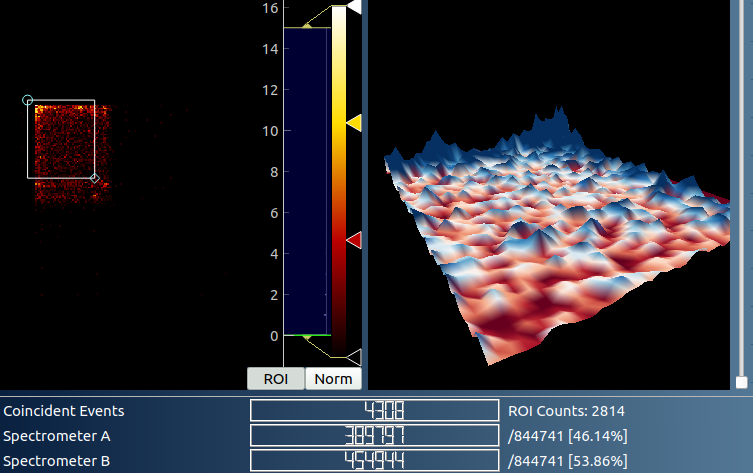 16
14
12
10
8
6
4
2
0
ROI Norm
Coincident Events 4308 ROI Counts: 2814
Spectrometer A 389797 /844741 [46.14%]
Spectrometer B 454944 /844741 [53.86%]